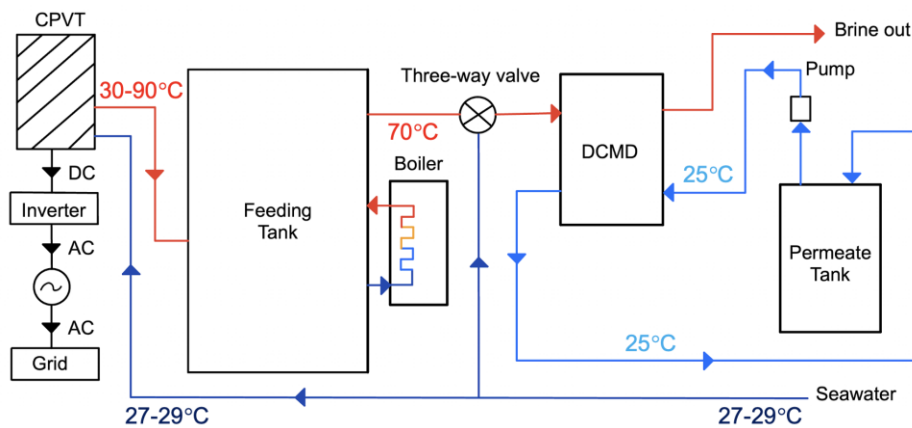 CPVT
Brine out
Three-way valve
Pump
30-90°C
70°C
DCMD
Boiler
DC
25°C
Inverter
Feeding
Tank
AC
Permeate
Tank
AC
25°C
Grid
Seawater
27-29°C
27-29°C